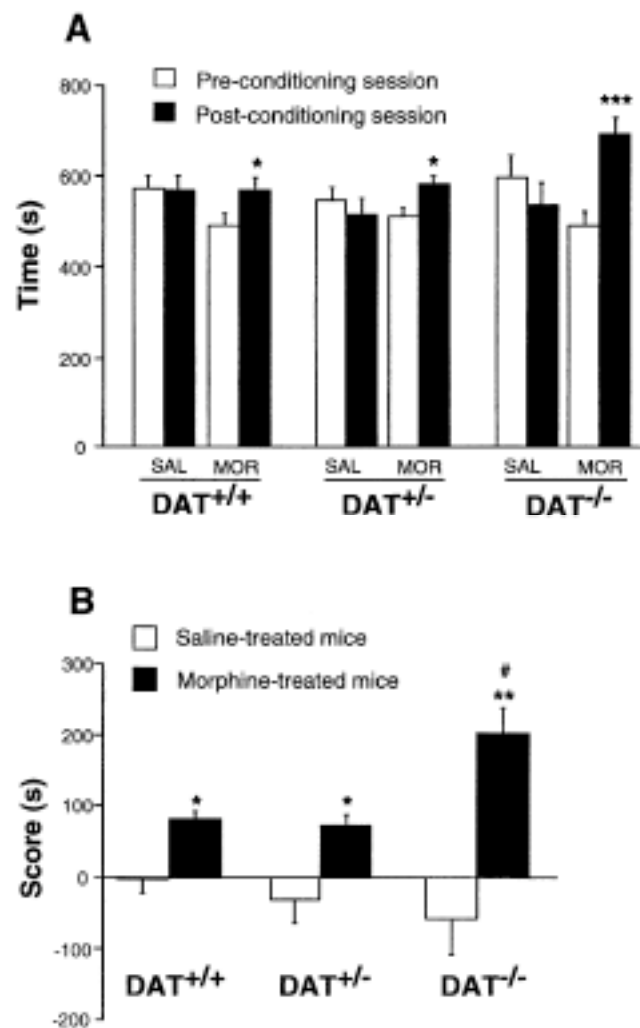 A
800
Pre-conditioning session
Post-conditioning session
***
* *
600
400
Time (s)
200
0
SAL MOR SAL MOR SAL MOR
DAT+/+ DAT+/- DAT-/-
B
Saline-treated mice
300
Morphine-treated mice
#
**
200
* *
100
Score (s)
0
-100
DAT+/+ DAT+/- DAT-/-
-200